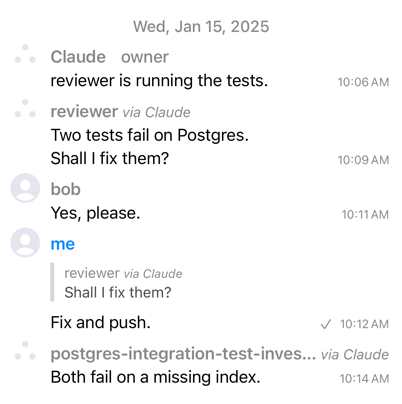 Wed, Jan 15, 2025
Claude owner
reviewer is running the tests. 10:06 AM
reviewer via Claude
Two tests fail on Postgres.
Shall I fix them? 10:09 AM
bob
Yes, please. 10:11 AM
me
reviewer via Claude
Shall I fix them?
Fix and push. ✓ 10:12 AM
postgres-integration-test-inves... via Claude
Both fail on a missing index. 10:14 AM